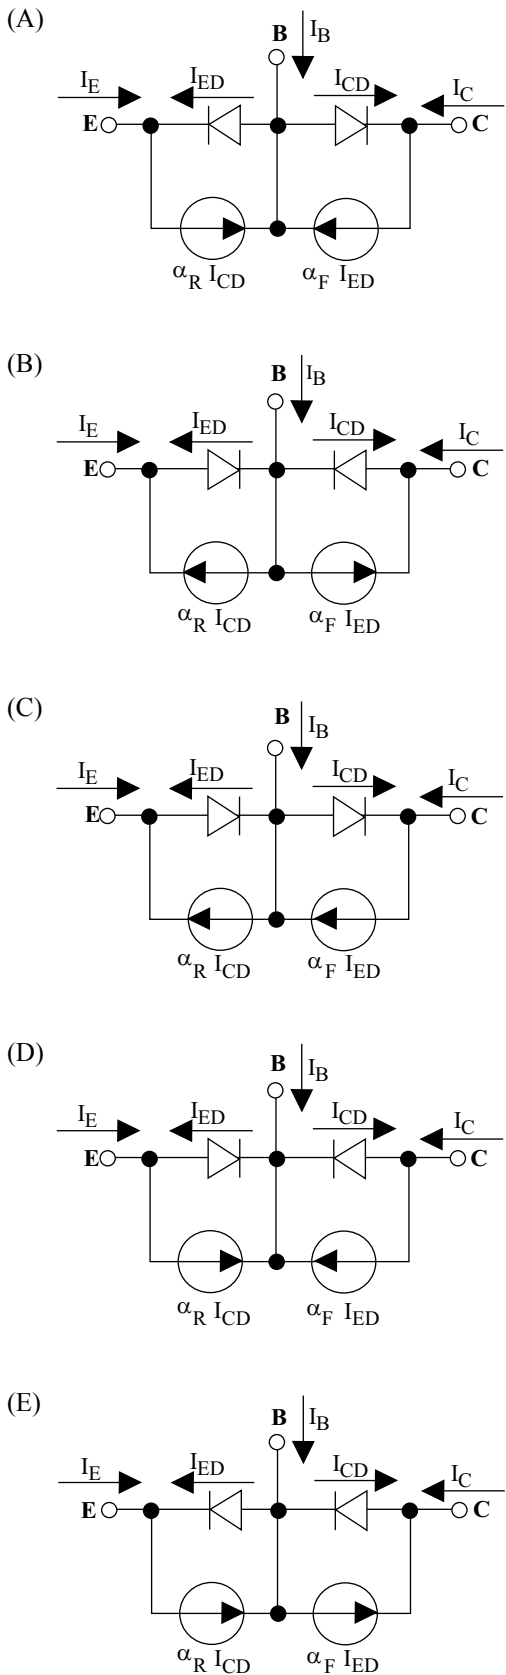 (A)
B I_B
I_E I_ED I_CD I_C
E C
α_R I_CD α_F I_ED
(B)
B I_B
I_E I_ED I_CD I_C
E C
α_R I_CD α_F I_ED
(C)
B I_B
I_E I_ED I_CD I_C
E C
α_R I_CD α_F I_ED
(D)
B I_B
I_E I_ED I_CD I_C
E C
α_R I_CD α_F I_ED
(E)
B I_B
I_E I_ED I_CD I_C
E C
α_R I_CD α_F I_ED